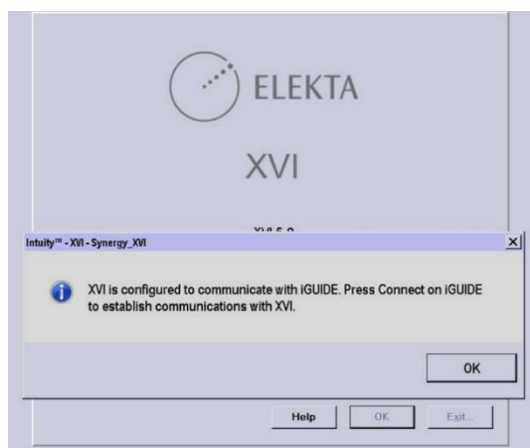 ELEKTA
XVI
Intuity™ - XVI - Synergy_XVI
XVI is configured to communicate with iGUIDE. Press Connect on iGUIDE
to establish communications with XVI.
OK
Help
OK
Exit...